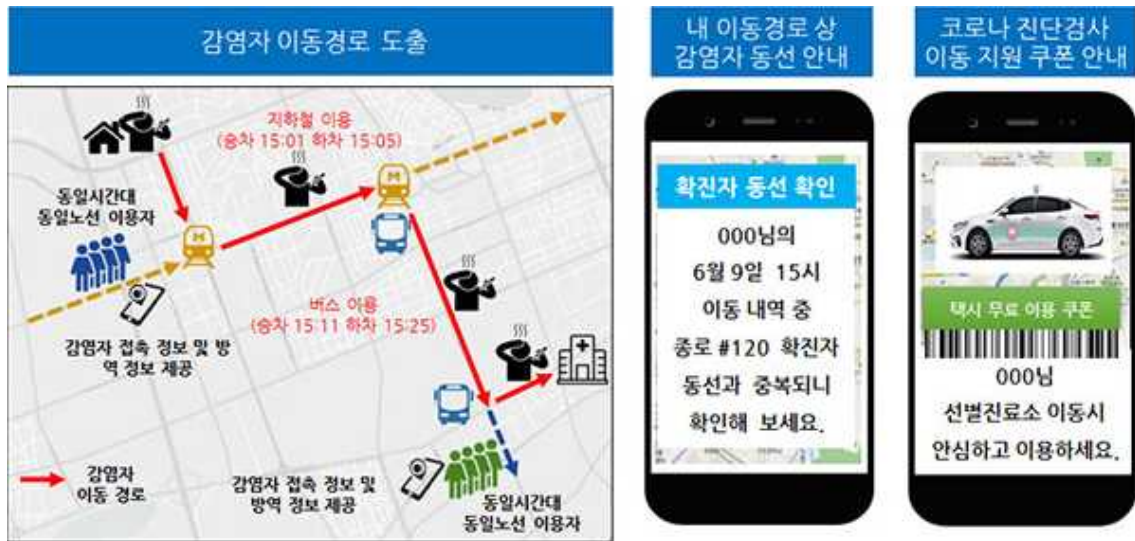 감염자 이동경로 도출
지하철 이용
(승차 15:01 하차 15:05)
동일시간대
동일노선 이용자
버스 이용
(승차 15:11 하차 15:25)
감염자 접촉 정보 및 방
역 정보 제공
감염자
이동 경로
감염자 접촉 정보 및
방역 정보 제공
동일시간대
동일노선 이용자
내 이동경로 상
감염자 동선 안내
확진자 동선 확인
000님의
6월 9일 15시
이동 내역 중
종로 #120 확진자
동선과 중복되니
확인해 보세요.
코로나 진단검사
이동 지원 쿠폰 안내
택시 무료 이용 쿠폰
000님
선별진료소 이동시
안심하고 이용하세요.